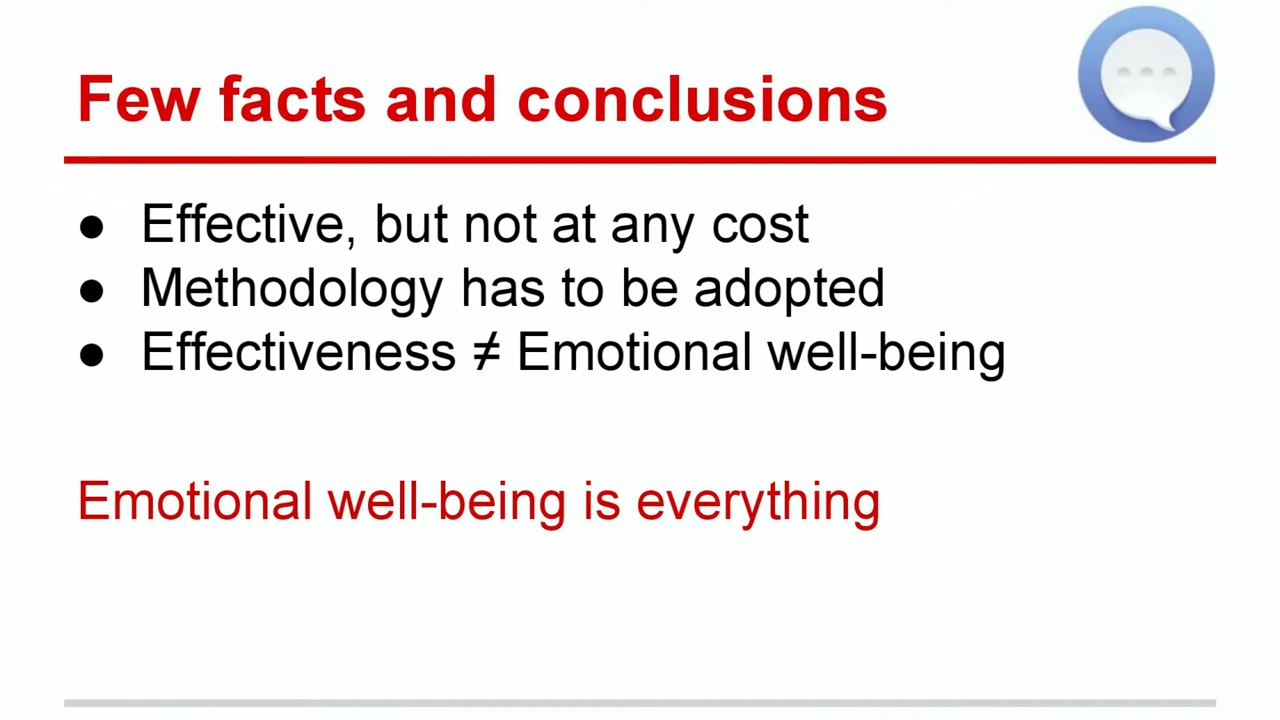 Few facts and conclusions
● Effective, but not at any cost
● Methodology has to be adopted
● Effectiveness ≠ Emotional well-being
Emotional well-being is everything